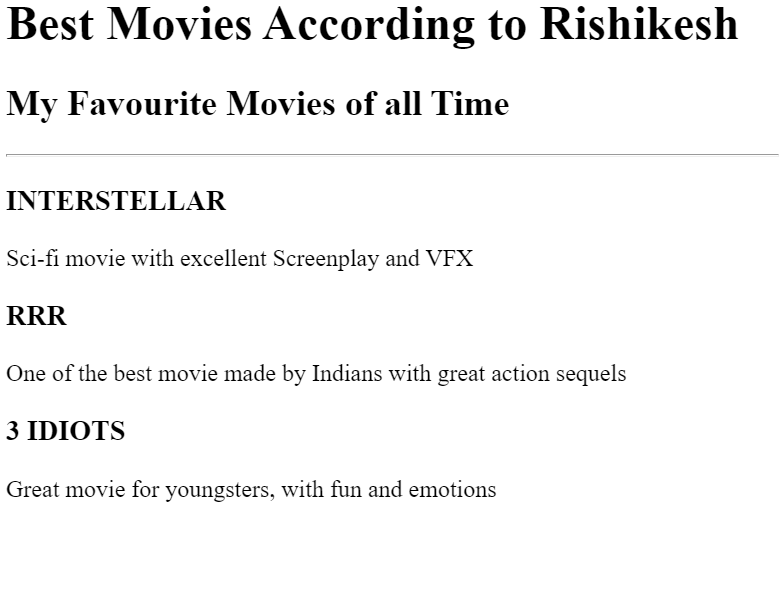 Best Movies According to Rishikesh
My Favourite Movies of all Time
INTERSTELLAR
Sci-fi movie with excellent Screenplay and VFX
RRR
One of the best movie made by Indians with great action sequels
3 IDIOTS
Great movie for youngsters, with fun and emotions